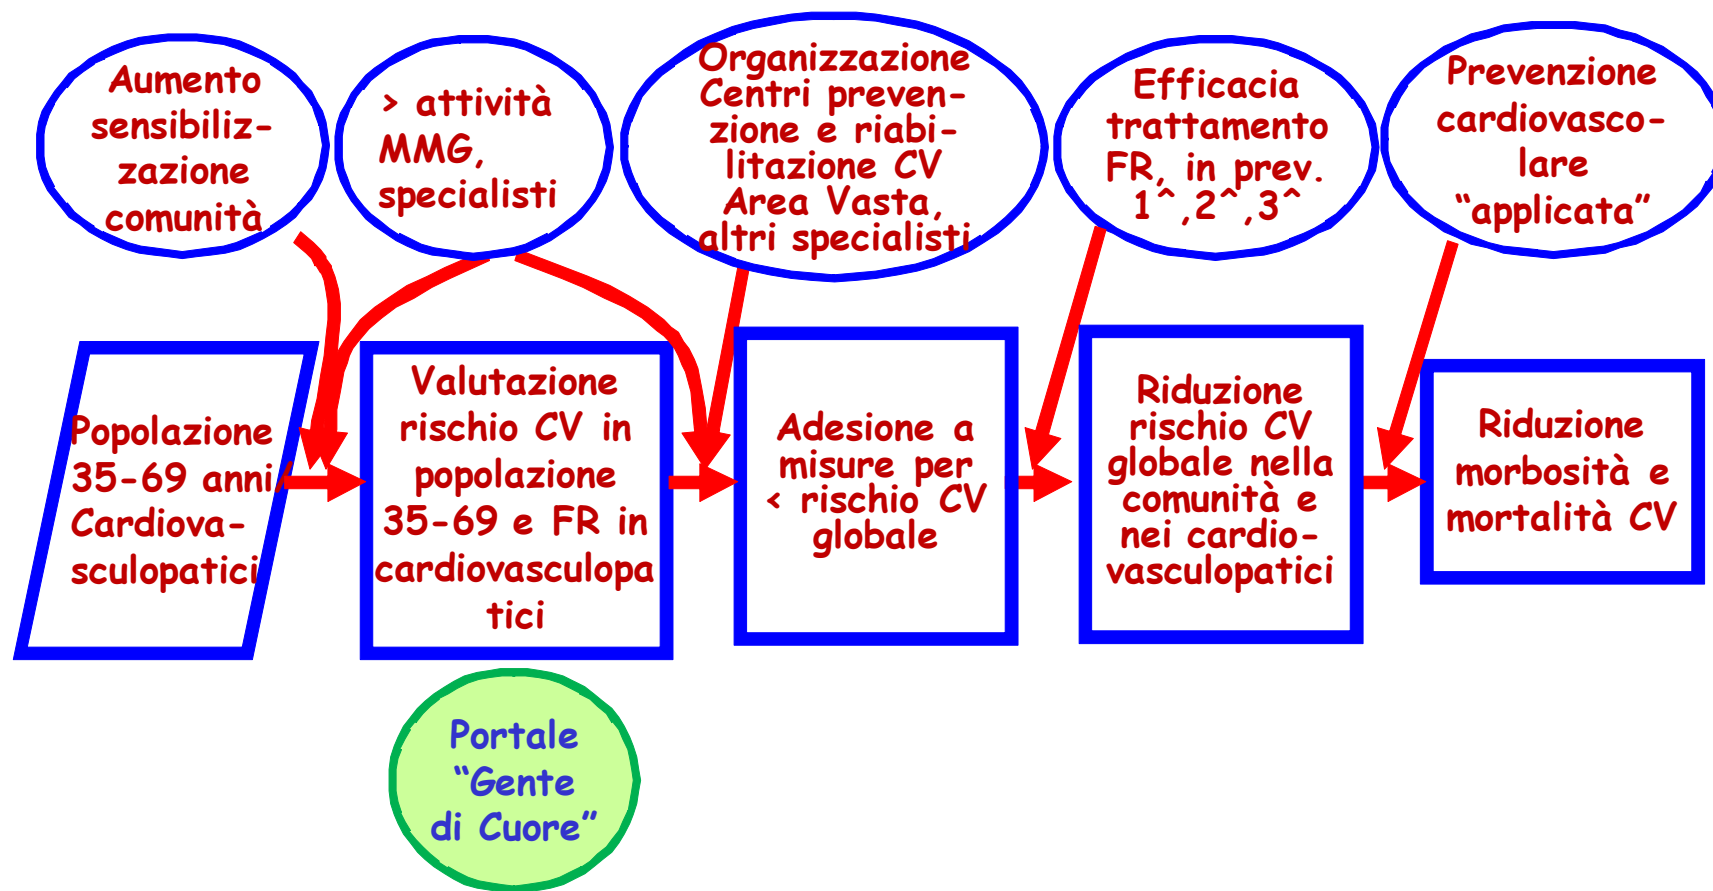 Aumento
sensibiliz-
zazione
comunità
> attività
MMG,
specialisti
Organizzazione
Centri preven-
zione e riabi-
litazione CV
Area Vasta,
altri specialisti
Efficacia
trattamento
FR, in prev.
1^,2^,3^
Prevenzione
cardiovasco-
lare
“applicata”
Popolazione
35-69 anni/
Cardiova-
sculopatici
Valutazione
rischio CV in
popolazione
35-69 e FR in
cardiovasculopa
tici
Adesione a
misure per
< rischio CV
globale
Riduzione
rischio CV
globale nella
comunità e
nei cardio-
vasculopatici
Riduzione
morbosità e
mortalità CV
Portale
“Gente
di Cuore”